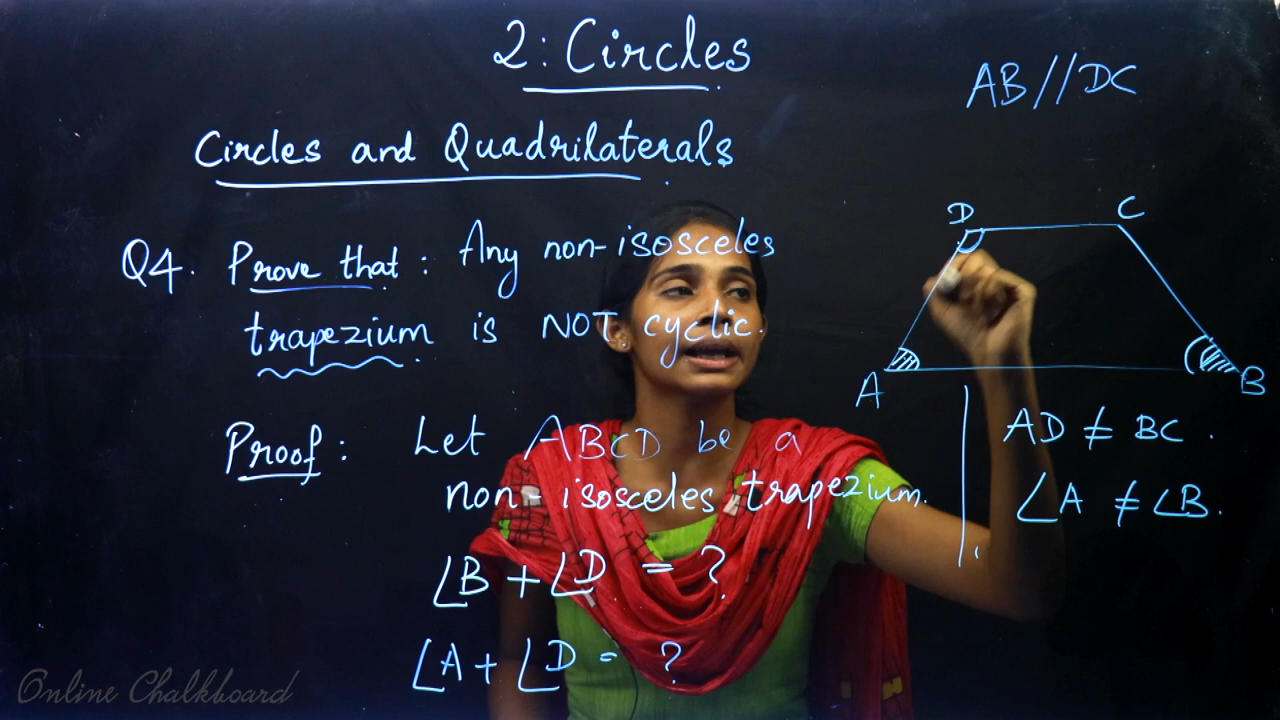 2: Circles
AB//DC
Circles and Quadrilaterals
Q4. Prove that: Any non-isosceles
trapezium is NOT cyclic.
D C
A B
Proof: Let ABCD be a
non-isosceles trapezium.
AD ≠ BC.
∠A ≠ ∠B.
∠B + ∠D = ?
∠A + ∠D = ?
Online Chalkboard